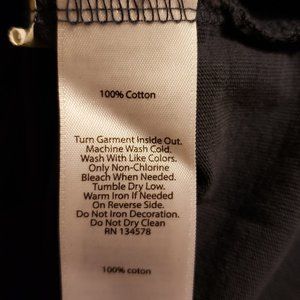 100% Cotton
Turn Garment Inside Out.
Machine Wash Cold.
Wash With Like Colors.
Only Non-Chlorine
Bleach When Needed.
Tumble Dry Low.
Warm Iron If Needed
On Reverse Side.
Do Not Iron Decoration.
Do Not Dry Clean
RN 134578
100% coton